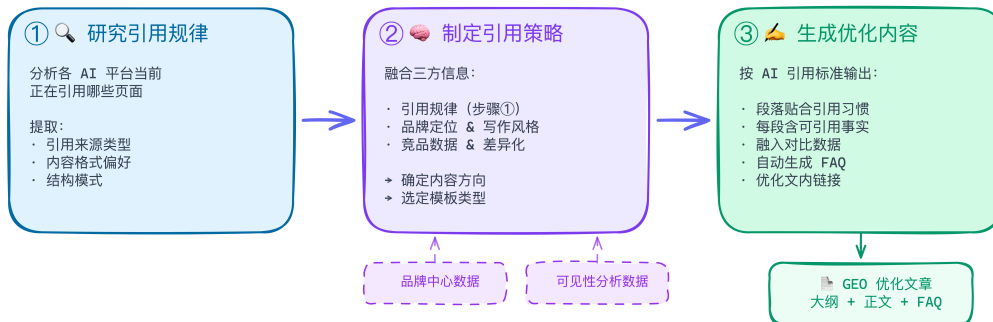 ① 🔍 研究引用规律
分析各 AI 平台当前
正在引用哪些页面
提取:
· 引用来源类型
· 内容格式偏好
· 结构模式
② 🧠 制定引用策略
融合三方信息:
· 引用规律 (步骤①)
· 品牌定位 & 写作风格
· 竞品数据 & 差异化
→ 确定内容方向
→ 选定模板类型
品牌中心数据
可见性分析数据
③ ✍️ 生成优化内容
按 AI 引用标准输出:
· 段落贴合引用习惯
· 每段含可引用事实
· 融入对比数据
· 自动生成 FAQ
· 优化文内链接
📄 GEO 优化文章
大纲 + 正文 + FAQ